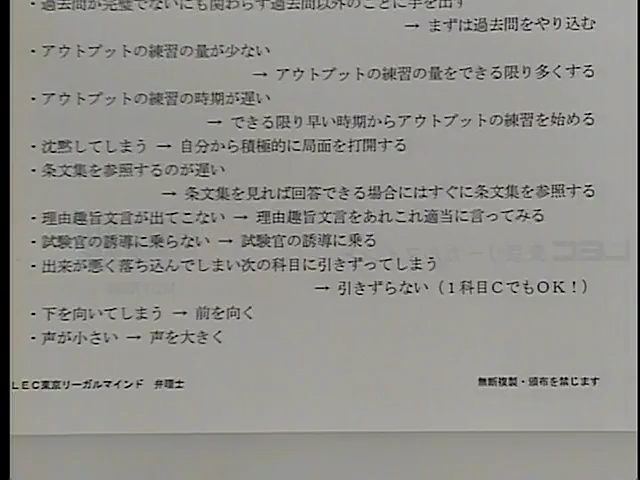 ・過去問が完璧でないにも関わらず過去問以外のことに手を出す
→ まずは過去問をやり込む
・アウトプットの練習の量が少ない
→ アウトプットの練習の量をできる限り多くする
・アウトプットの練習の時期が遅い
→ できる限り早い時期からアウトプットの練習を始める
・沈黙してしまう → 自分から積極的に局面を打開する
・条文集を参照するのが遅い
→ 条文集を見れば回答できる場合にはすぐに条文集を参照する
・理由趣旨文言が出てこない → 理由趣旨文言をあれこれ適当に言ってみる
・試験官の誘導に乗らない → 試験官の誘導に乗る
・出来が悪く落ち込んでしまい次の科目に引きずってしまう
→ 引きずらない（１科目ＣでもＯＫ！）
・下を向いてしまう → 前を向く
・声が小さい → 声を大きく
ＬＥＣ東京リーガルマインド 弁理士
無断複製・頒布を禁じます